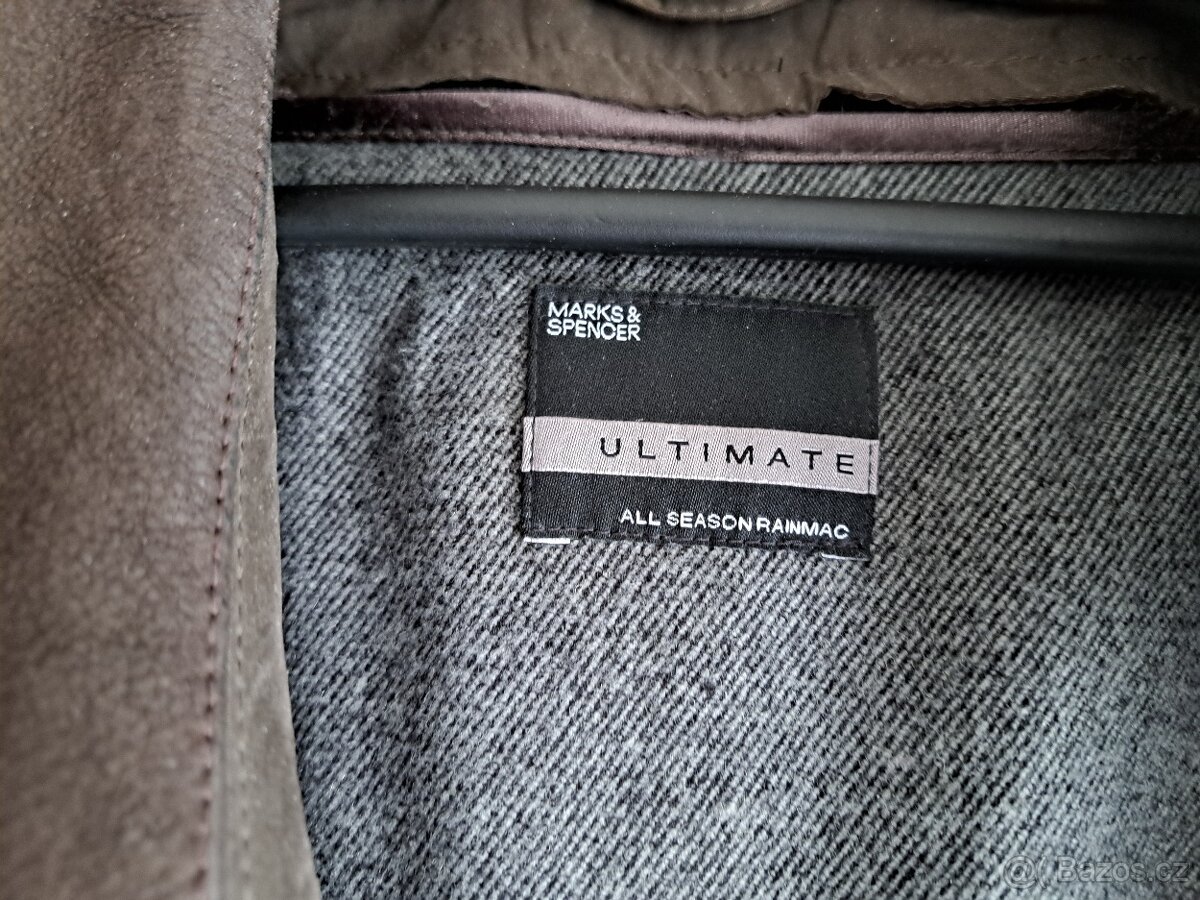 MARKS &
SPENCER
ULTIMATE
ALL SEASON RAINMAC
@ Bazos.cz